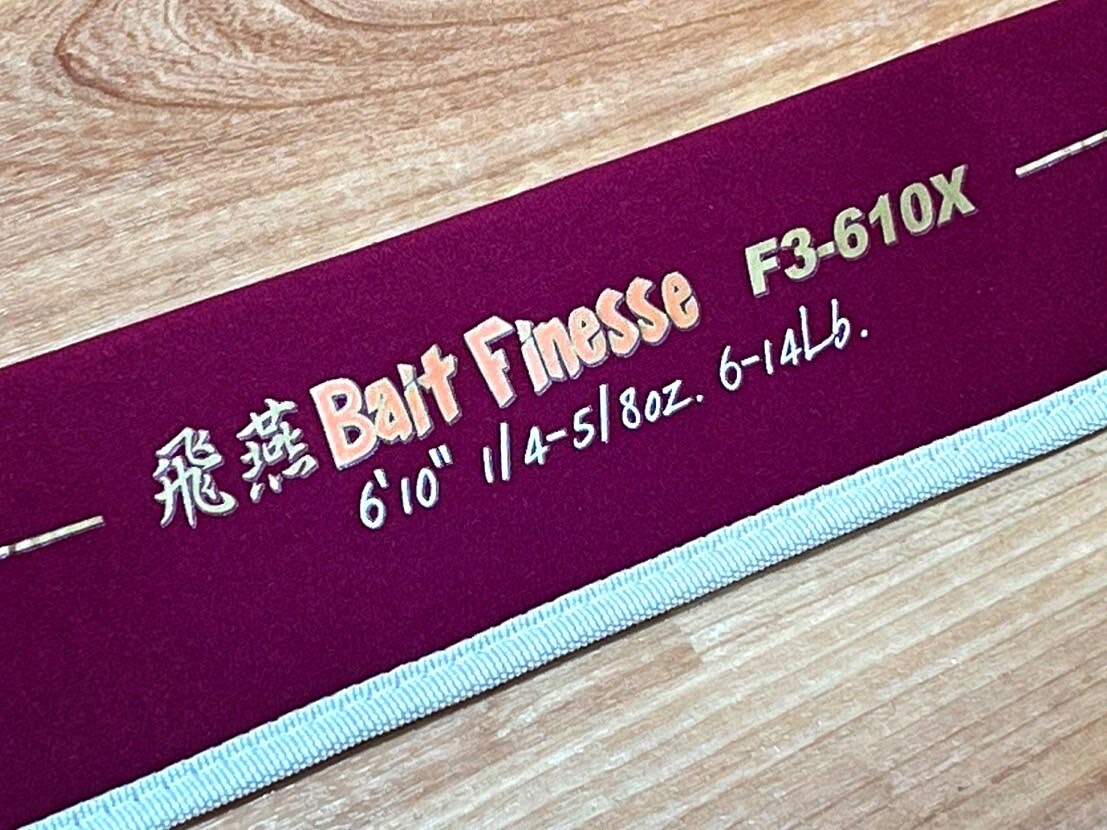 飛燕 Bait Finesse F3-610X
6'10" 1/4-5/8oz. 6-14Lb.